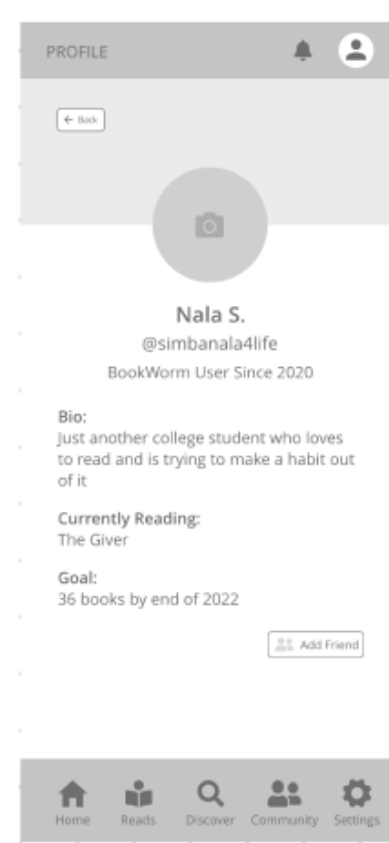 PROFILE
← Back
Nala S.
@simbanala4life
BookWorm User Since 2020
Bio:
Just another college student who loves
to read and is trying to make a habit out
of it
Currently Reading:
The Giver
Goal:
36 books by end of 2022
Add Friend
Home Reads Discover Community Settings